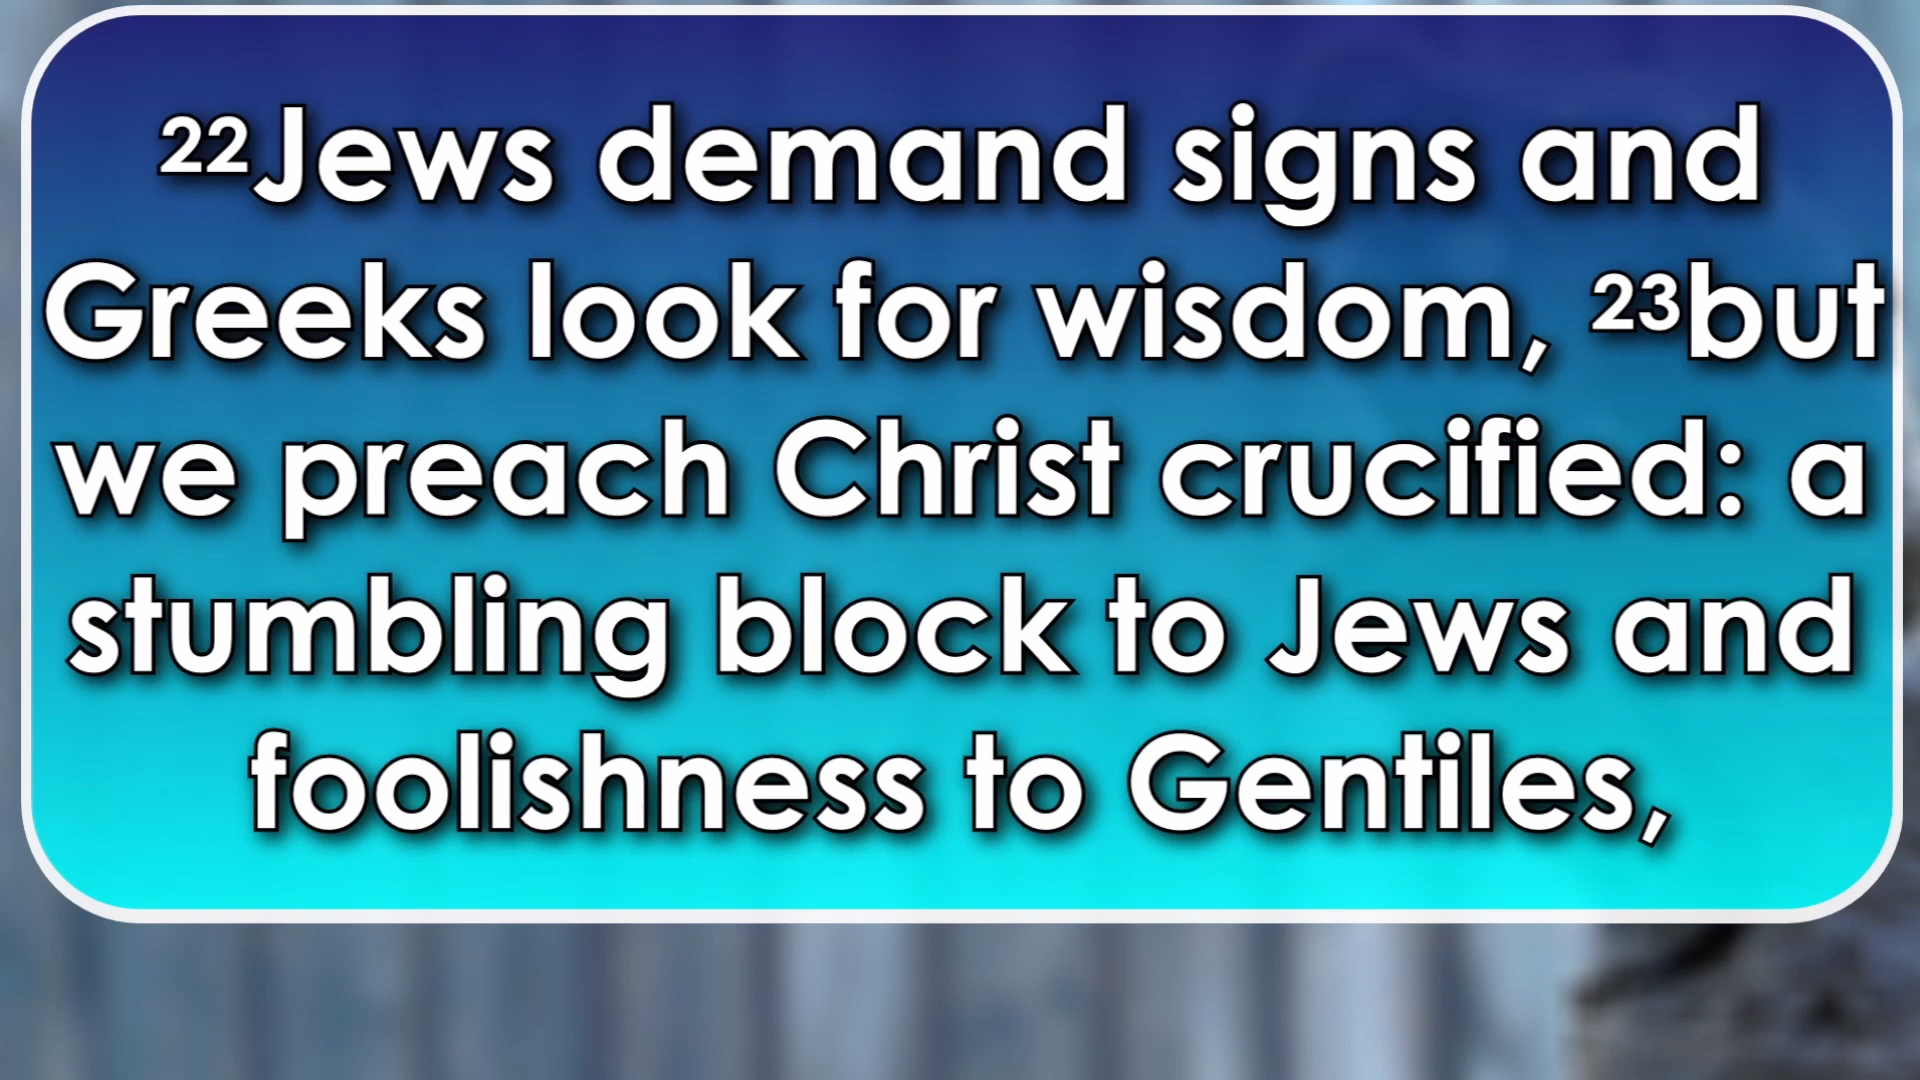 ²²Jews demand signs and
Greeks look for wisdom, ²³but
we preach Christ crucified: a
stumbling block to Jews and
foolishness to Gentiles,